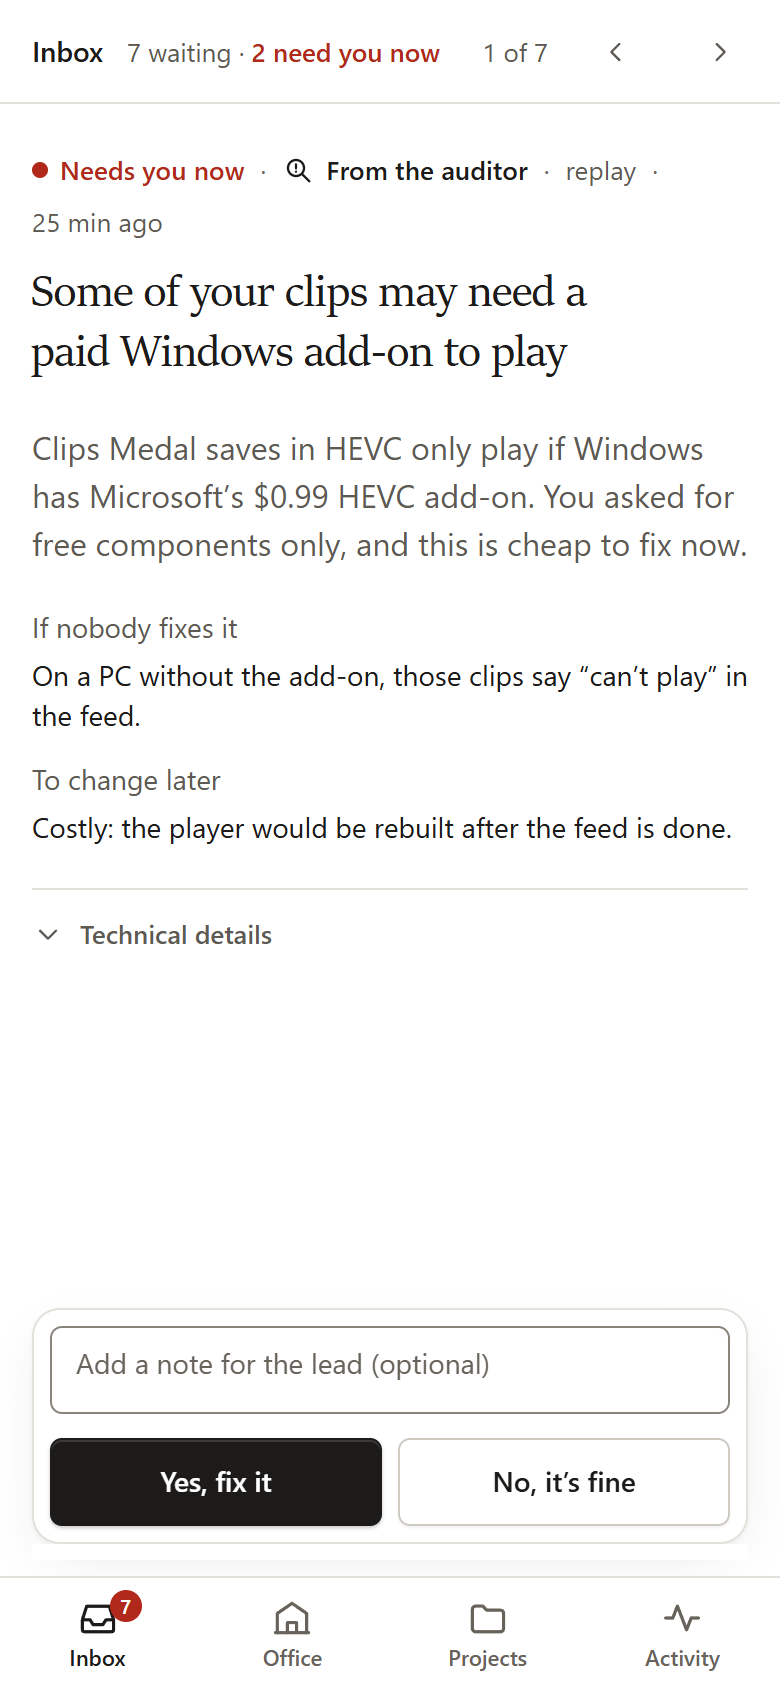 Inbox 7 waiting · 2 need you now 1 of 7
Needs you now · From the auditor · replay ·
25 min ago
Some of your clips may need a
paid Windows add-on to play
Clips Medal saves in HEVC only play if Windows
has Microsoft’s $0.99 HEVC add-on. You asked for
free components only, and this is cheap to fix now.
If nobody fixes it
On a PC without the add-on, those clips say “can’t play” in
the feed.
To change later
Costly: the player would be rebuilt after the feed is done.
Technical details
Add a note for the lead (optional)
Yes, fix it No, it’s fine
7
Inbox Office Projects Activity